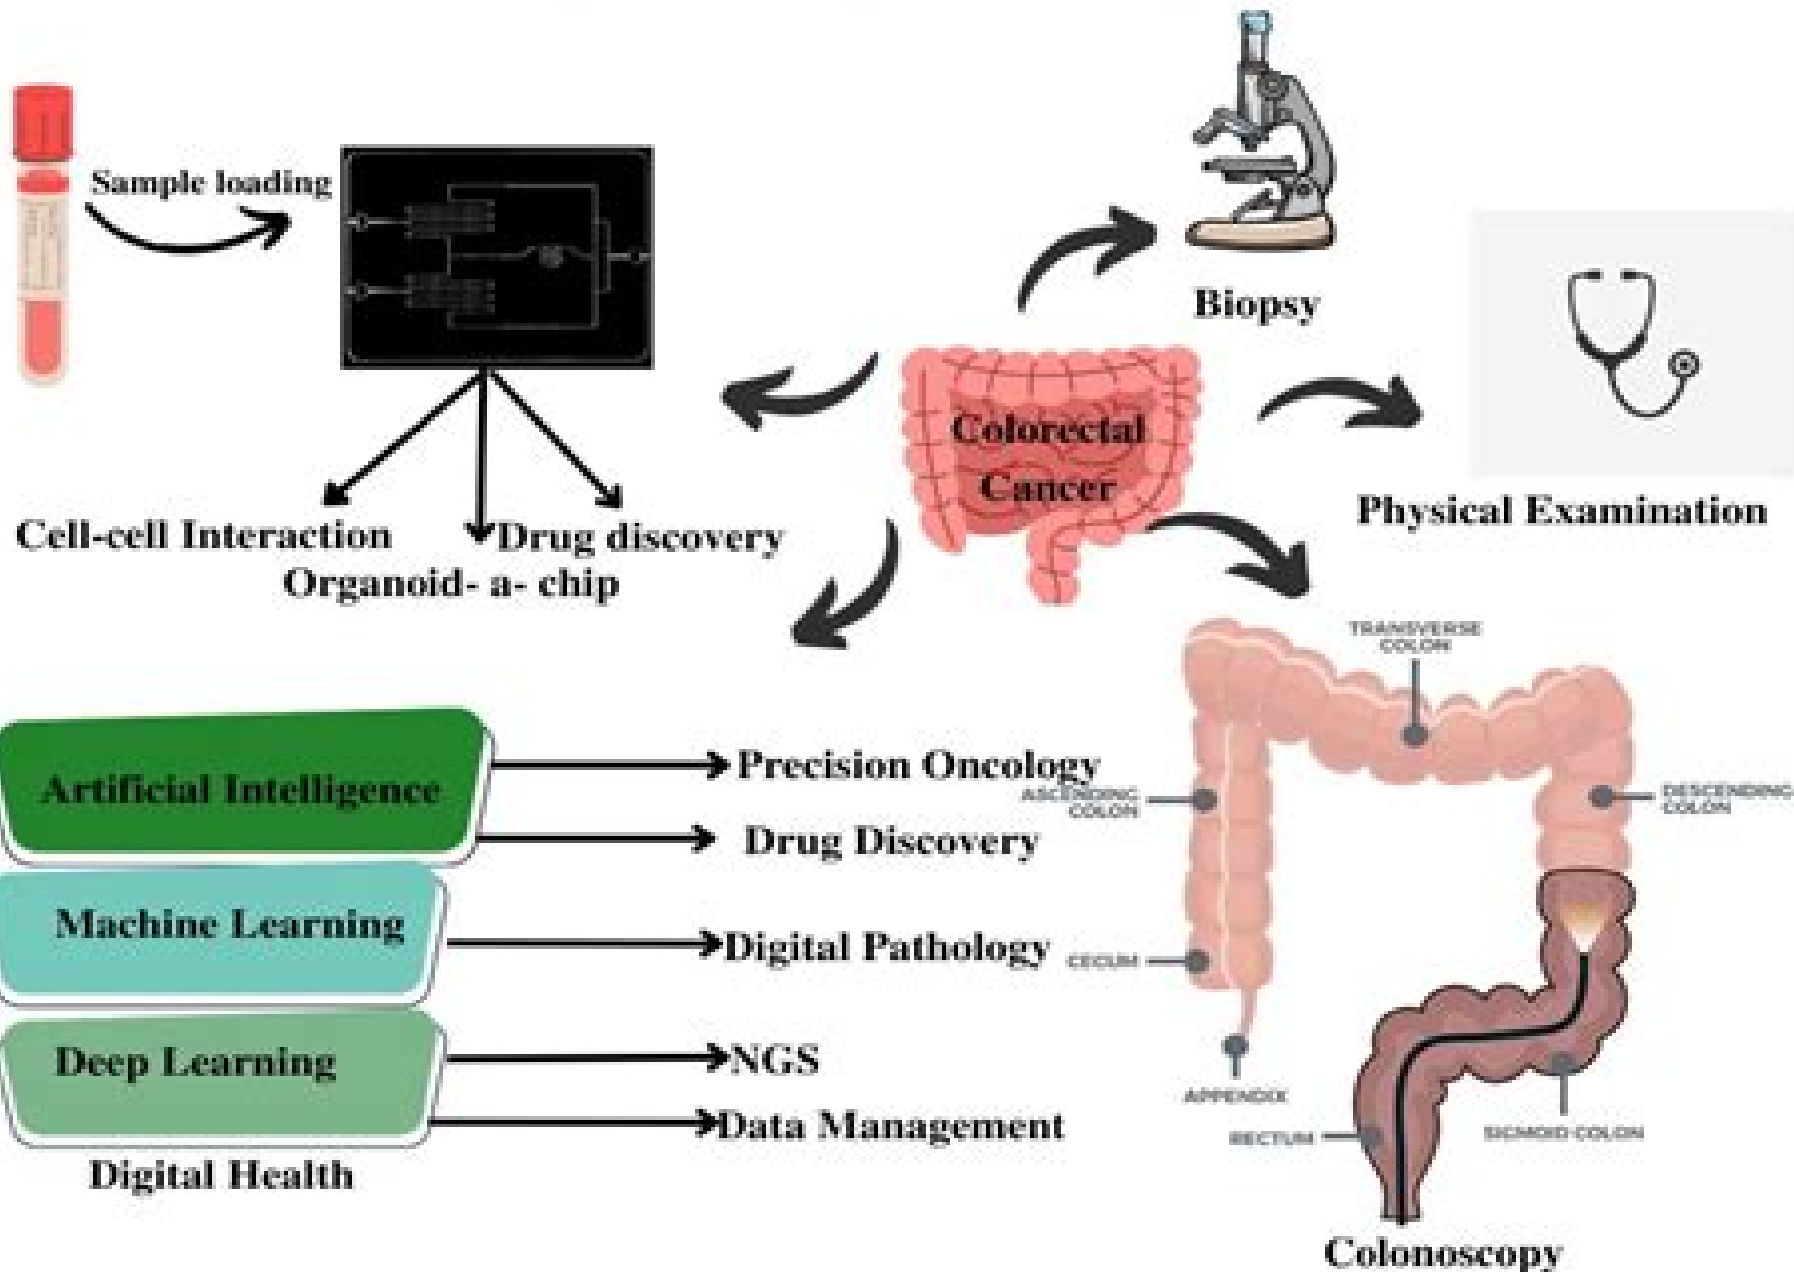 Sample loading
Biopsy
Colorectal
Cancer
Physical Examination
Cell-cell Interaction
Drug discovery
Organoid- a- chip
TRANSVERSE
COLON
Artificial Intelligence
Precision Oncology
Drug Discovery
ASCENDING
COLON
DESCENDING
COLON
Machine Learning
Digital Pathology
CECUM
Deep Learning
NGS
Data Management
Digital Health
APPENDIX
RECTUM
SIGMOID COLON
Colonoscopy